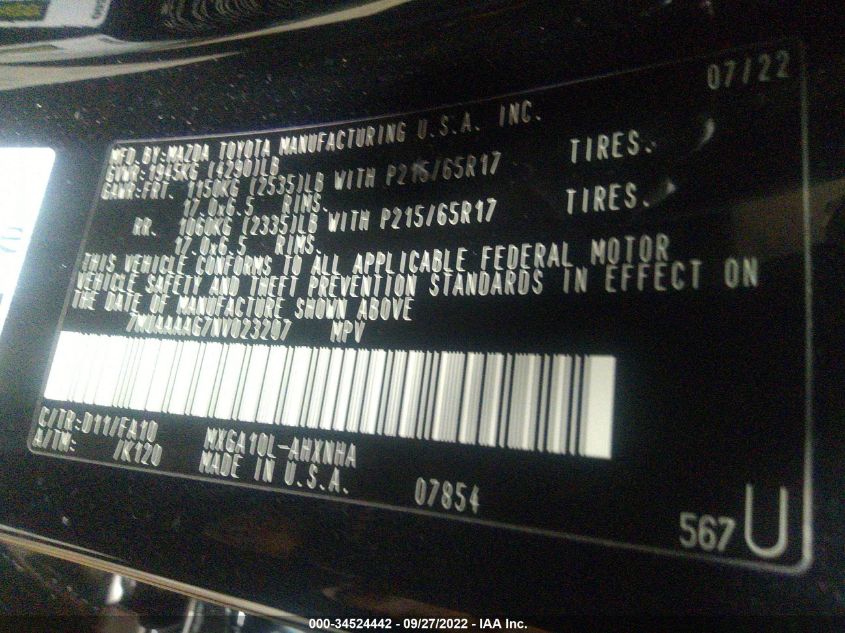 07/22
MFD.BY:MAZDA TOYOTA MANUFACTURING U.S.A. INC.
GVWR:1945KG (4290)LB
GAWR:FRT. 1150KG (2535)LB WITH P215/65R17 TIRES.
17.0x6.5 RIMS.
RR. 1060KG (2335)LB WITH P215/65R17 TIRES.
17.0x6.5 RIMS.
THIS VEHICLE CONFORMS TO ALL APPLICABLE FEDERAL MOTOR
VEHICLE SAFETY AND THEFT PREVENTION STANDARDS IN EFFECT ON
THE DATE OF MANUFACTURE SHOWN ABOVE
7MUAAAAG7NV023207 MPV
C/TR:D11/FA10 MXGA10L-AHXNHA
A/TM: /K120 MADE IN U.S.A.
07854
567 U
000-34524442 - 09/27/2022 - IAA Inc.